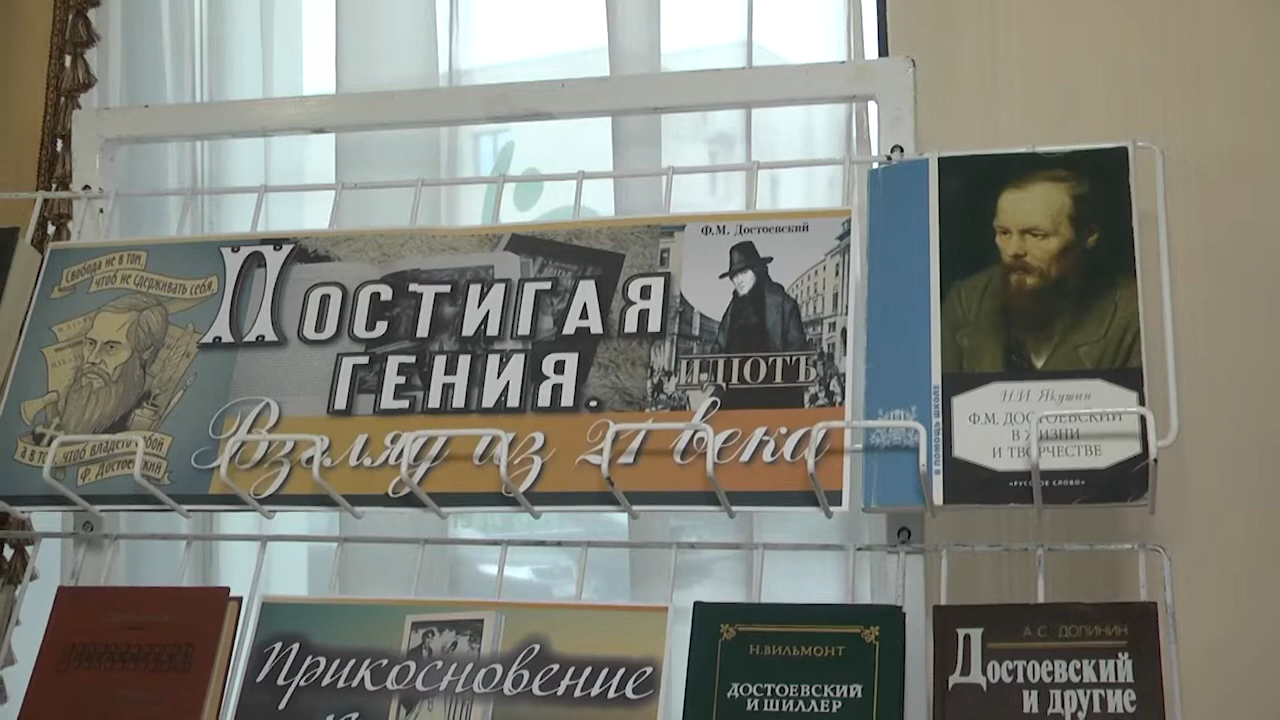 Свобода не в том,
чтоб не сдерживать себя,
а в том, чтоб владеть собой
Ф. Достоевский
ПОСТИГАЯ
ГЕНИЯ.
Взгляд из 21 века
Ф.М. Достоевский
ИДІОТЪ
В ПОМОЩЬ ШКОЛЕ
Н.И. Якушин
Ф.М. ДОСТОЕВСКИЙ
В ЖИЗНИ
И ТВОРЧЕСТВЕ
«РУССКОЕ СЛОВО»
Прикосновение
Н. ВИЛЬМОНТ
ДОСТОЕВСКИЙ
И ШИЛЛЕР
А.С. ДОЛИНИН
Достоевский
и другие